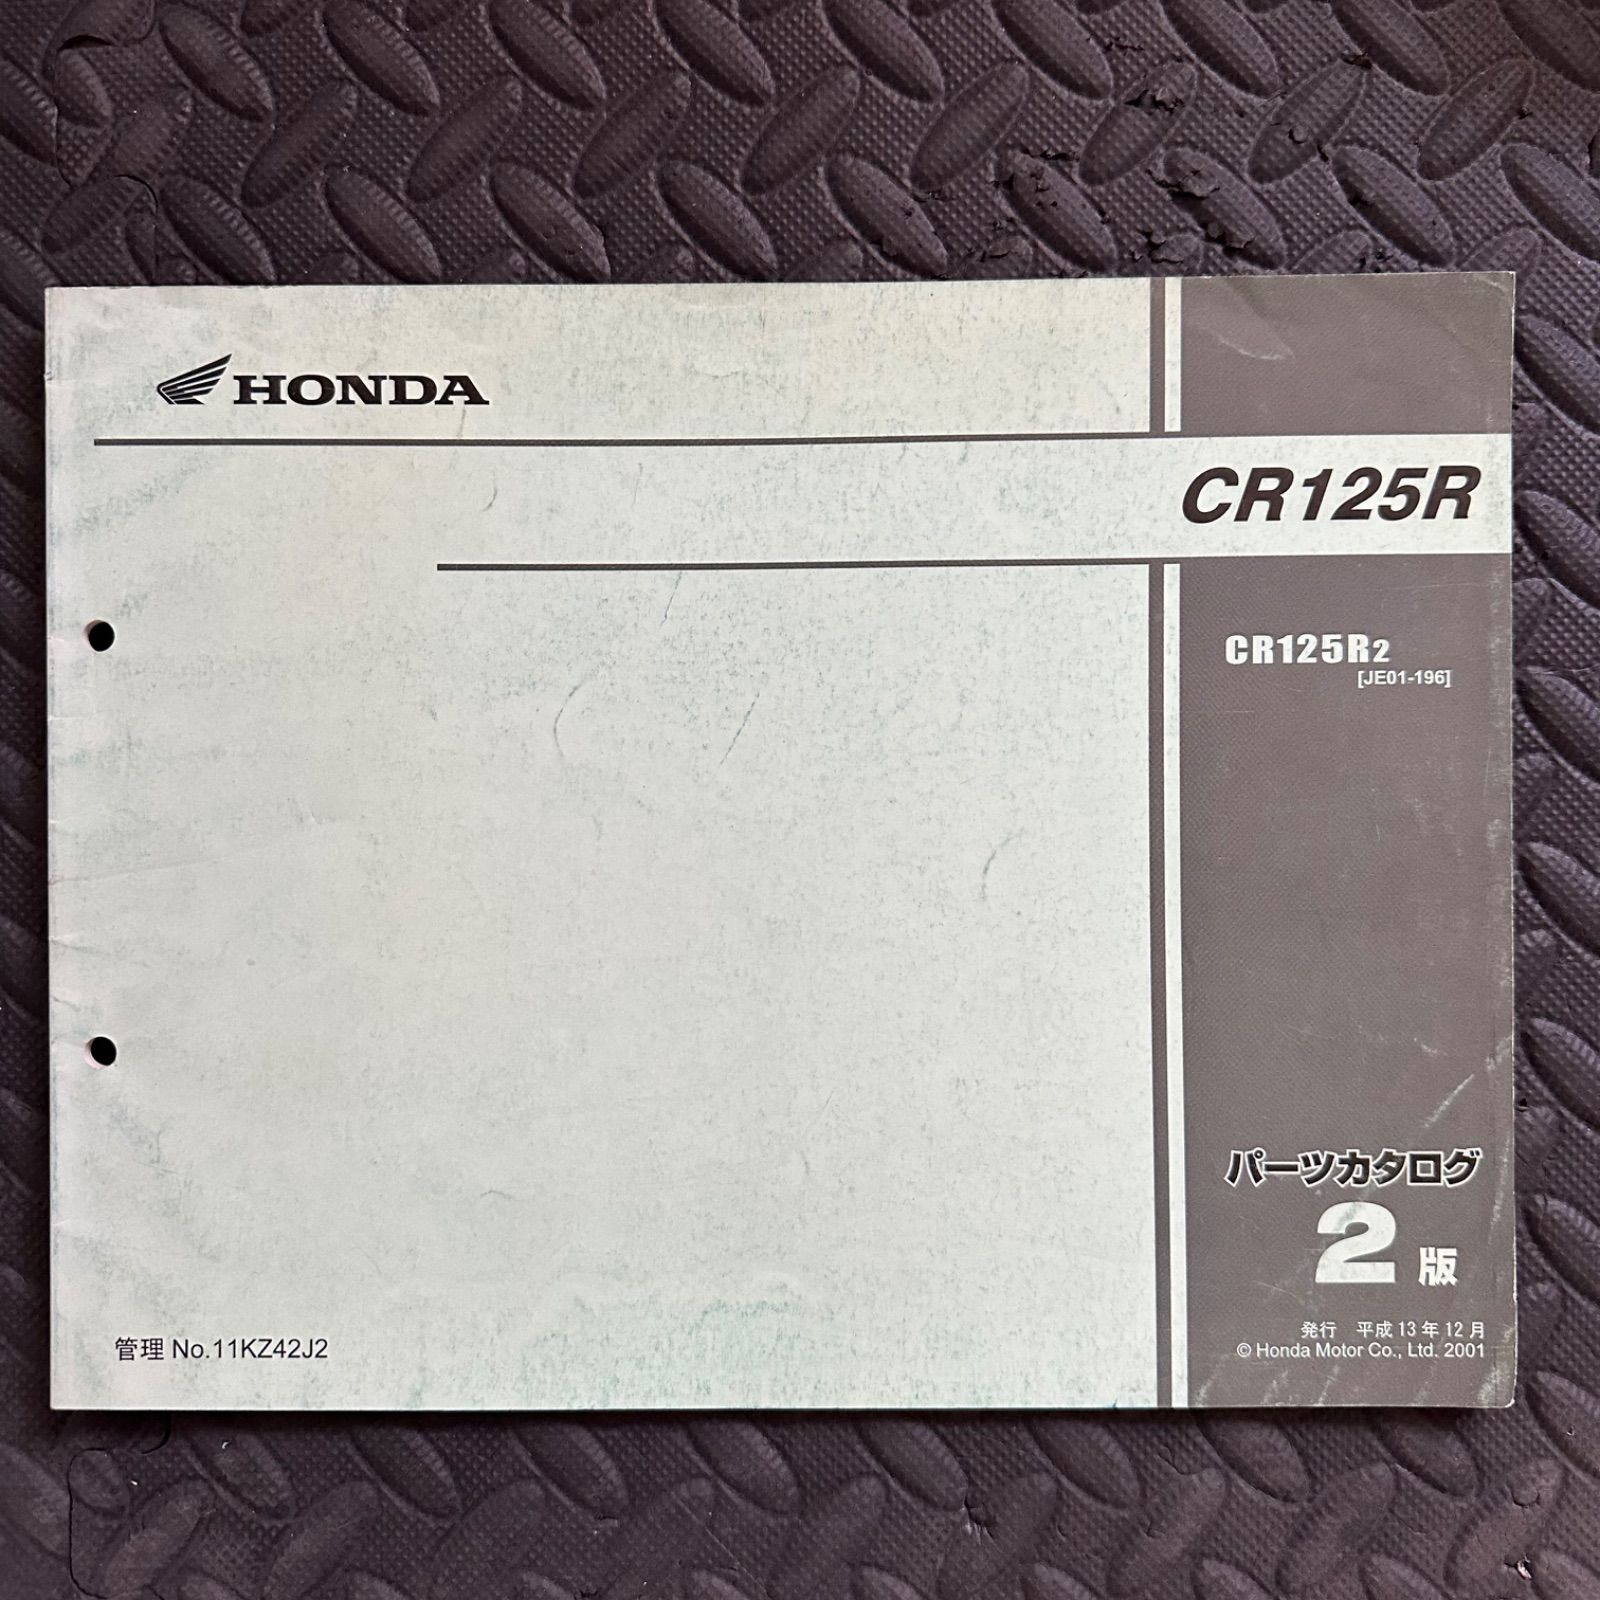 HONDA
CR125R
CR125R2
[JE01-196]
パーツカタログ
2版
発行 平成13年12月
© Honda Motor Co., Ltd. 2001
管理 No.11KZ42J2